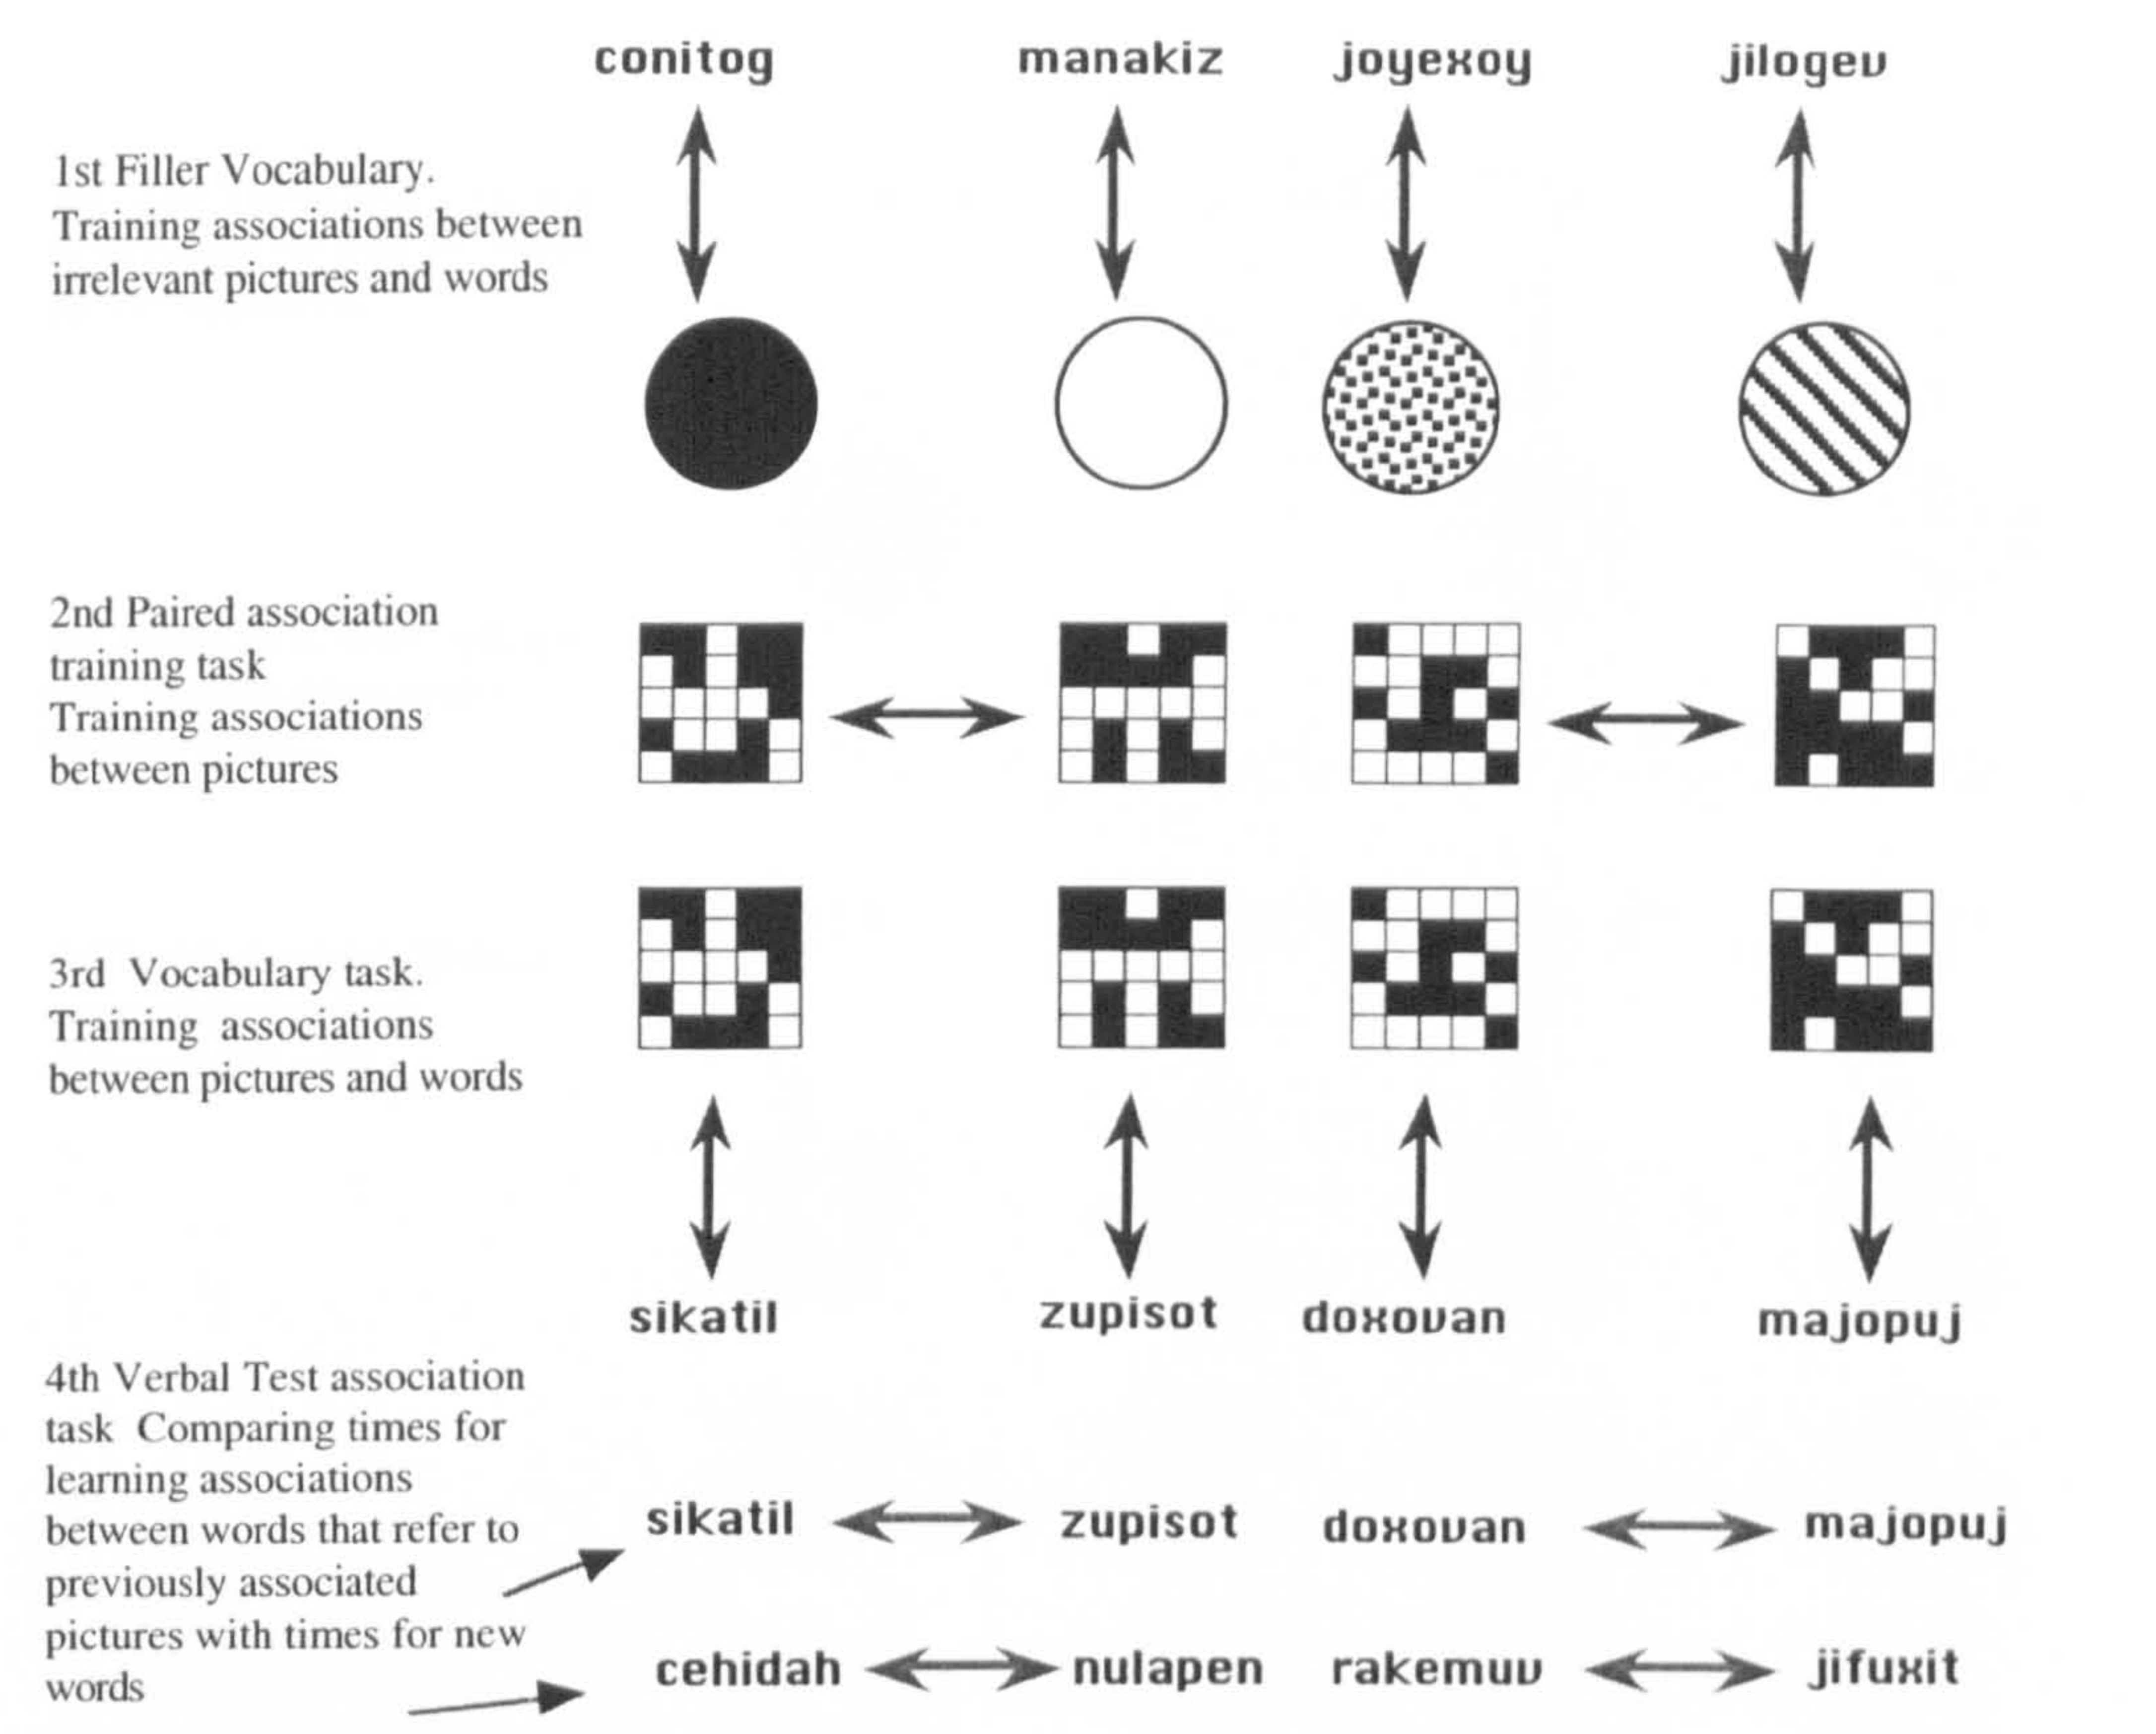 conitog manakiz joyexoy jilogev
1st Filler Vocabulary.
Training associations between
irrelevant pictures and words
2nd Paired association
training task
Training associations
between pictures
3rd Vocabulary task.
Training associations
between pictures and words
sikatil zupisot doxovan majopuj
4th Verbal Test association
task Comparing times for
learning associations
between words that refer to
previously associated
pictures with times for new
words
sikatil zupisot doxovan majopuj
cehidah nulapen rakemuv jifuxit